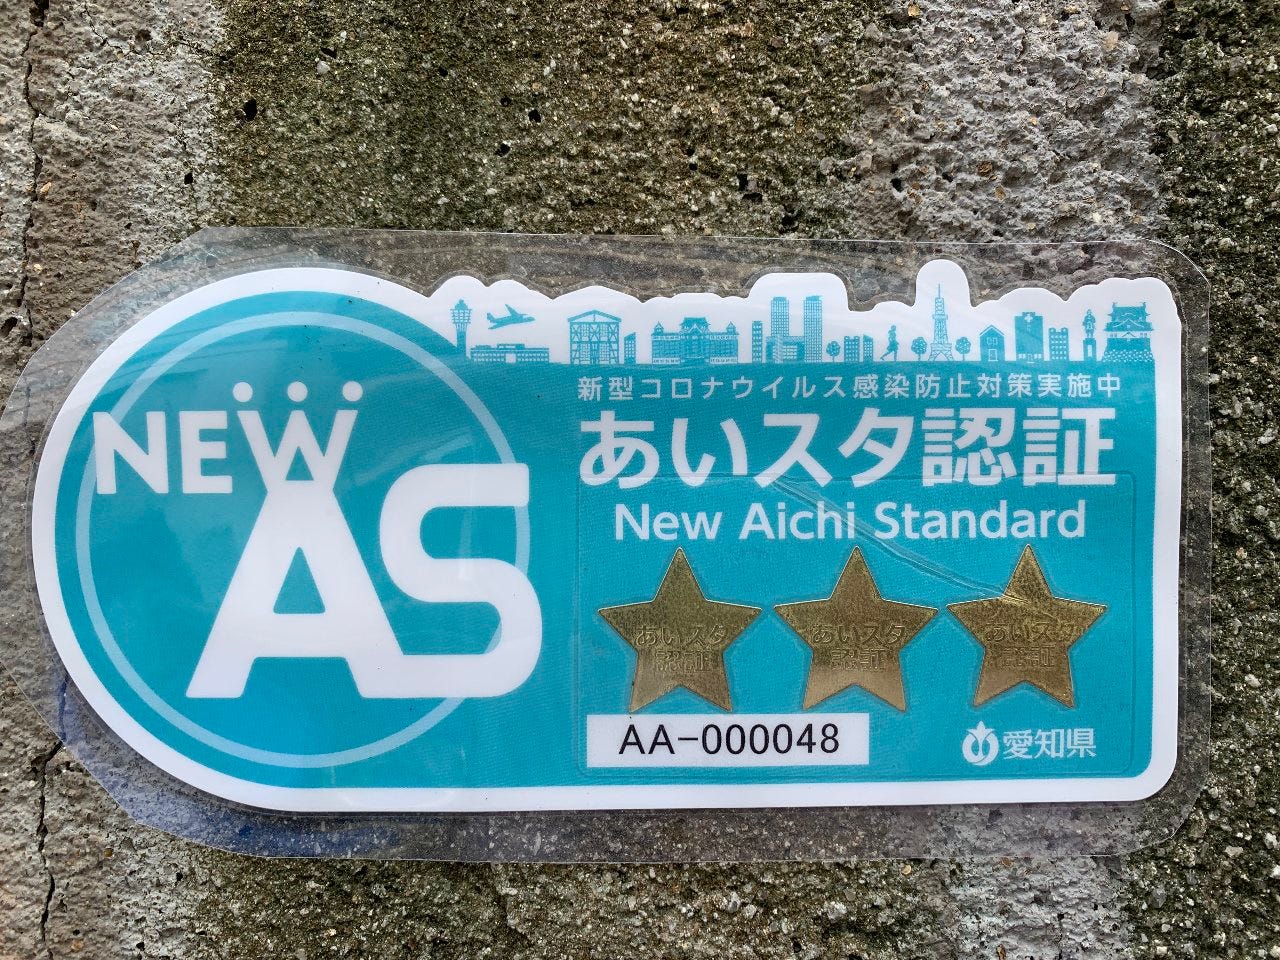 NEW
AS
新型コロナウイルス感染防止対策実施中
あいスタ認証
New Aichi Standard
あいスタ
認証
あいスタ
認証
あいスタ
認証
AA-000048
愛知県